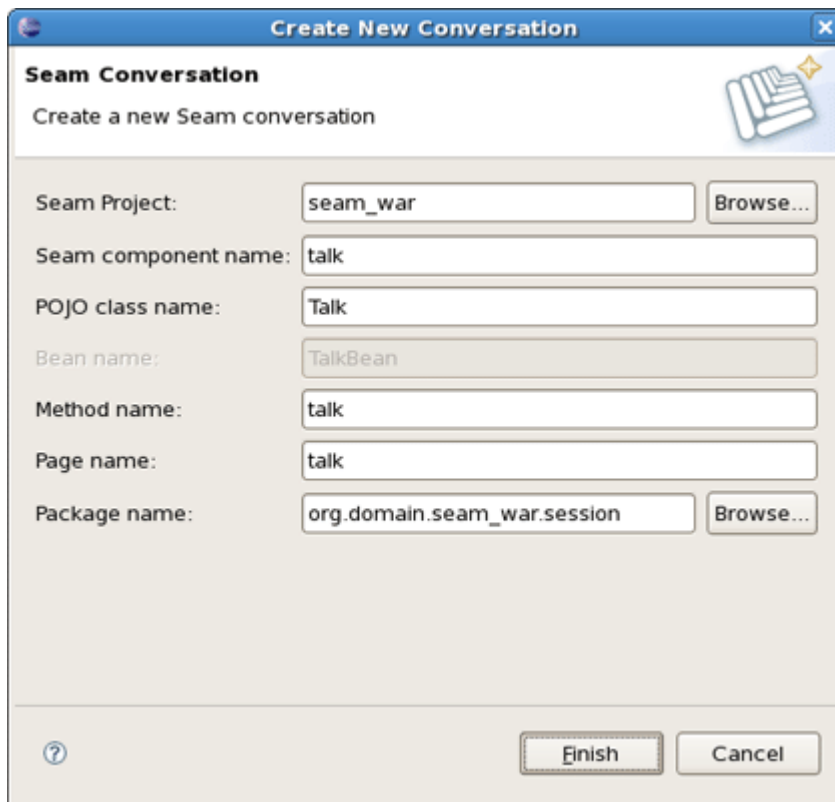 Create New Conversation
Seam Conversation
Create a new Seam conversation
Seam Project: seam_war Browse...
Seam component name: talk
POJO class name: Talk
Bean name: TalkBean
Method name: talk
Page name: talk
Package name: org.domain.seam_war.session Browse...
? Finish Cancel